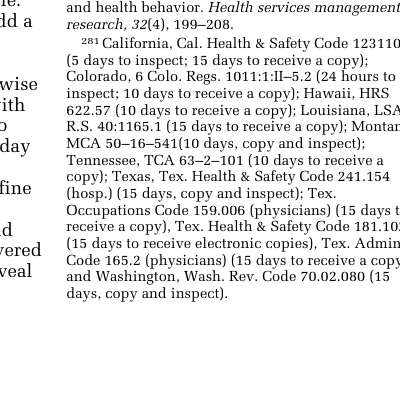 ne.
dd a
wise
ith
o
day
fine
d
vered
veal
and health behavior. Health services management
research, 32(4), 199–208.
281 California, Cal. Health & Safety Code 123110
(5 days to inspect; 15 days to receive a copy);
Colorado, 6 Colo. Regs. 1011:1:II–5.2 (24 hours to
inspect; 10 days to receive a copy); Hawaii, HRS
622.57 (10 days to receive a copy); Louisiana, LSA
R.S. 40:1165.1 (15 days to receive a copy); Montan
MCA 50–16–541(10 days, copy and inspect);
Tennessee, TCA 63–2–101 (10 days to receive a
copy); Texas, Tex. Health & Safety Code 241.154
(hosp.) (15 days, copy and inspect); Tex.
Occupations Code 159.006 (physicians) (15 days t
receive a copy), Tex. Health & Safety Code 181.10
(15 days to receive electronic copies), Tex. Admin
Code 165.2 (physicians) (15 days to receive a copy
and Washington, Wash. Rev. Code 70.02.080 (15
days, copy and inspect).